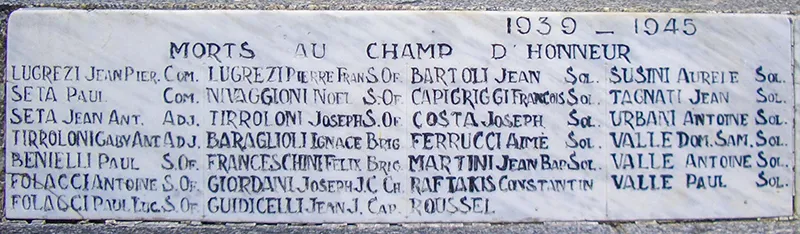 1939 - 1945
MORTS AU CHAMP D'HONNEUR
LUCREZI JEAN PIER. COM. LUCREZI PIERRE FRAN S.OF. BARTOLI JEAN SOL. SUSINI AURELE SOL.
SETA PAUL COM. NIVAGGIONI NOEL S.OF. CAPIGRIGGI FRANÇOIS SOL. TAGNATI JEAN SOL.
SETA JEAN ANT. ADJ. TIRROLONI JOSEPH S.OF. COSTA JOSEPH SOL. URBANI ANTOINE SOL.
TIRROLONI GABY ANT ADJ. BARAGLIOLI IGNACE BRIG FERRUCCI AIMÉ SOL. VALLE DOM. SAM. SOL.
BENIELLI PAUL S.OF. FRANCESCHINI FELIX BRIG. MARTINI JEAN BAP. SOL. VALLE ANTOINE SOL.
FOLACCI ANTOINE S.OF. GIORDANI JOSEPH J.C CH. RAFTAKIS CONSTANTIN VALLE PAUL SOL.
FOLACCI PAUL LUC. S.OF GUIDICELLI JEAN J. CAP. ROUSSEL